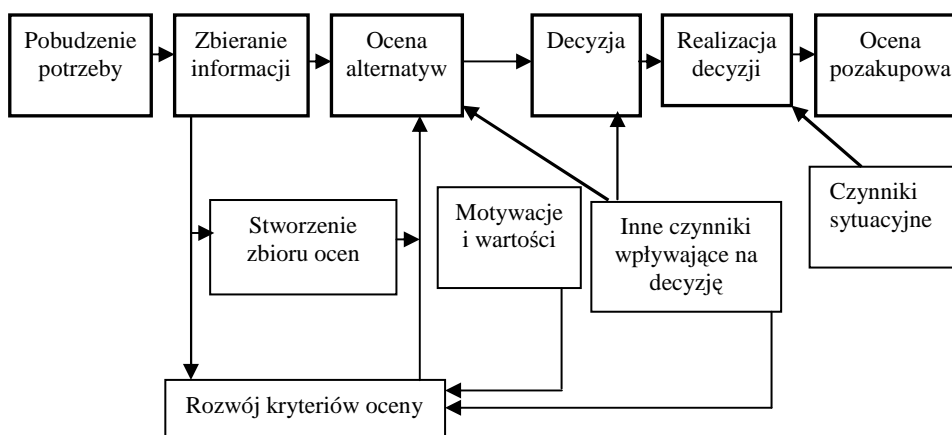 Pobudzenie
potrzeby
Zbieranie
informacji
Ocena
alternatyw
Decyzja
Realizacja
decyzji
Ocena
pozakupowa
Stworzenie
zbioru ocen
Motywacje
i wartości
Inne czynniki
wpływające na
decyzję
Czynniki
sytuacyjne
Rozwój kryteriów oceny